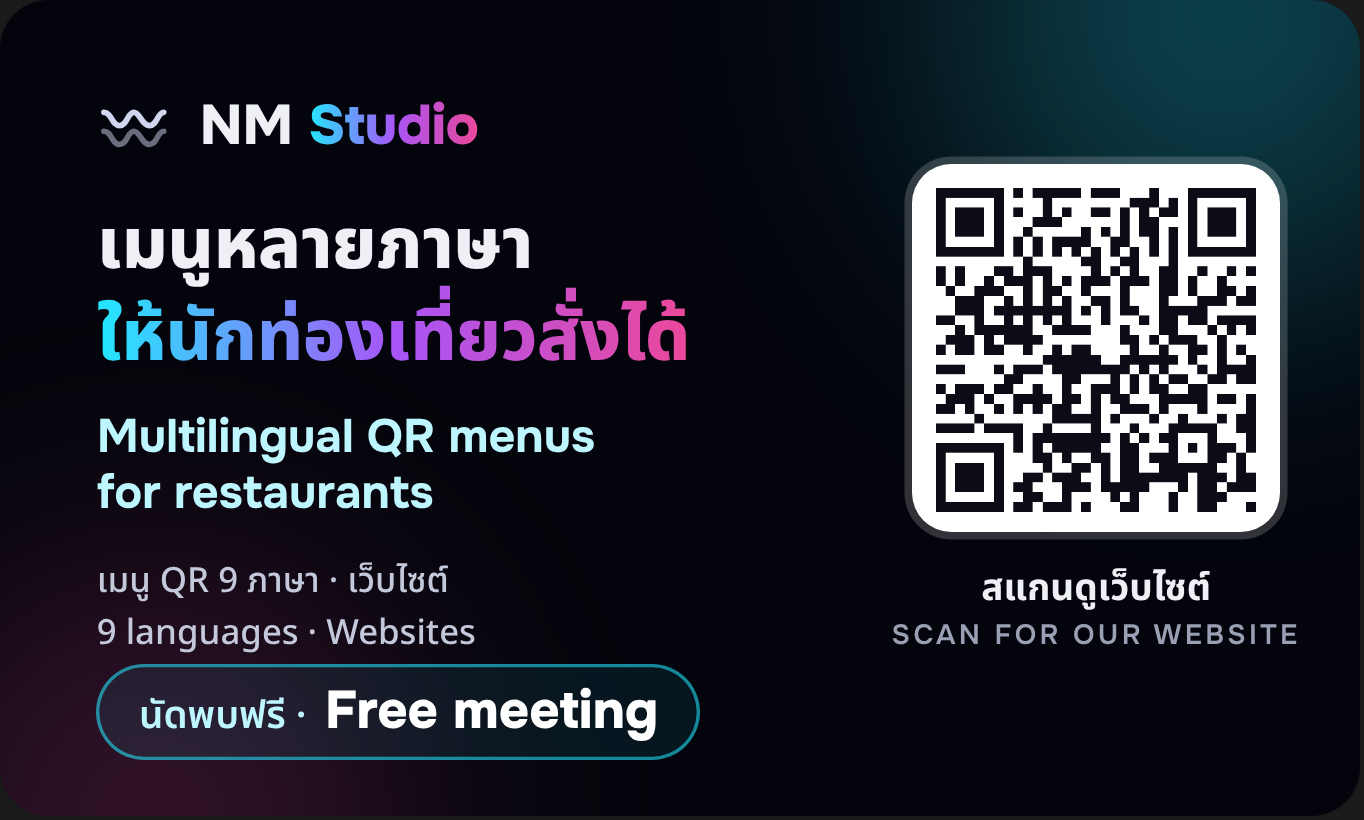 NM Studio
เมนูหลายภาษา
ให้นักท่องเที่ยวสั่งได้
Multilingual QR menus
for restaurants
เมนู QR 9 ภาษา · เว็บไซต์
9 languages · Websites
นัดพบฟรี · Free meeting
สแกนดูเว็บไซต์
SCAN FOR OUR WEBSITE